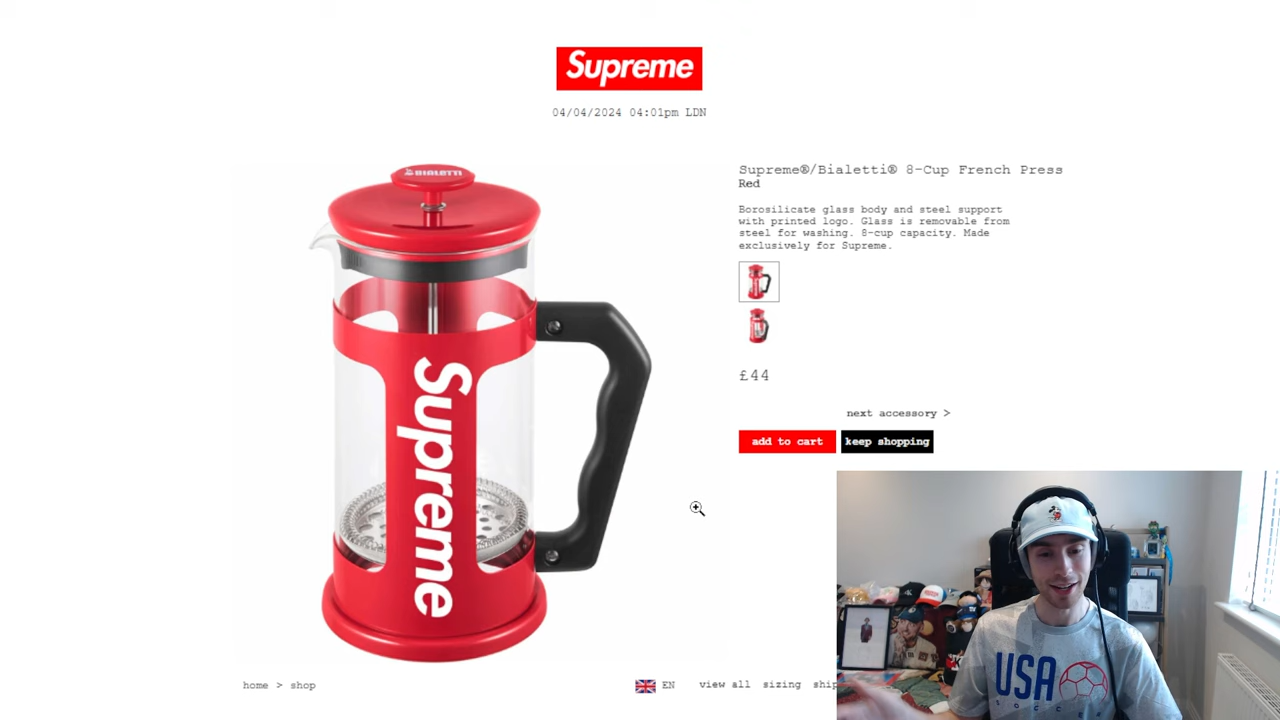 Supreme
04/04/2024 04:01pm LDN
BIALETTI
Supreme
Supreme®/Bialetti® 8-Cup French Press
Red
Borosilicate glass body and steel support
with printed logo. Glass is removable from
steel for washing. 8-cup capacity. Made
exclusively for Supreme.
£44
next accessory >
add to cart
keep shopping
home > shop
EN
view all
sizing
ship
USA
SOCCER